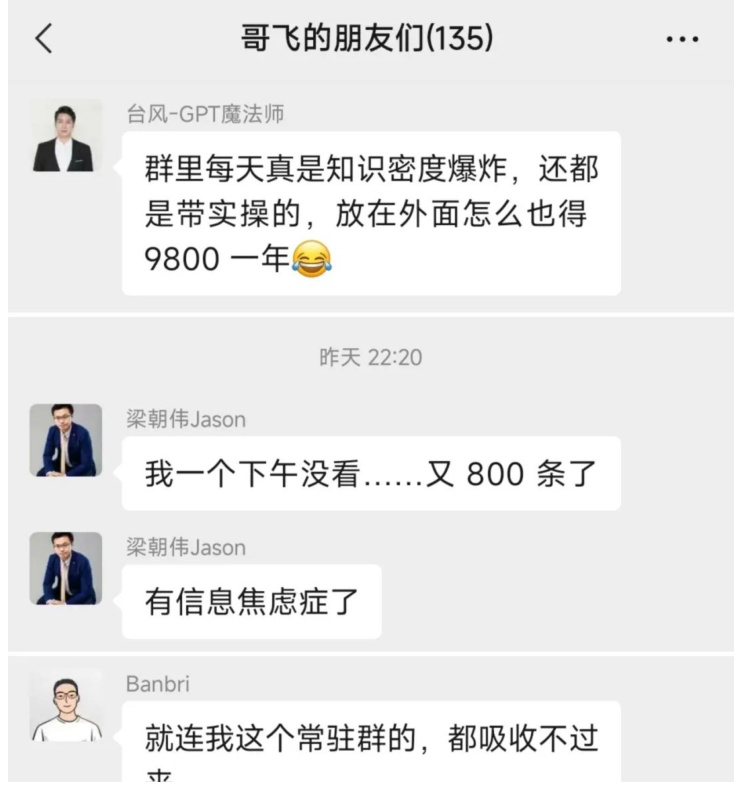 哥飞的朋友们(135)
台风-GPT魔法师
群里每天真是知识密度爆炸，还都
是带实操的，放在外面怎么也得
9800 一年😂
昨天 22:20
梁朝伟Jason
我一个下午没看……又 800 条了
梁朝伟Jason
有信息焦虑症了
Banbri
就连我这个常驻群的，都吸收不过